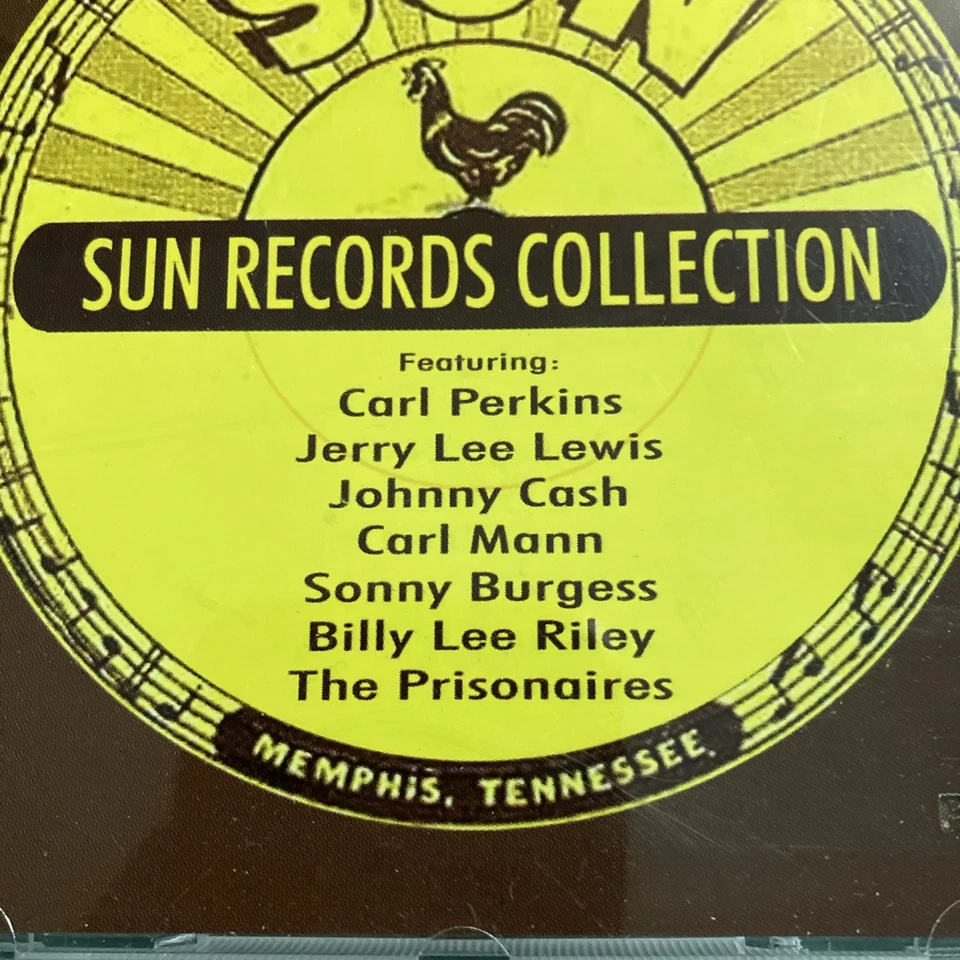 SUN
SUN RECORDS COLLECTION
Featuring:
Carl Perkins
Jerry Lee Lewis
Johnny Cash
Carl Mann
Sonny Burgess
Billy Lee Riley
The Prisonaires
MEMPHIS, TENNESSEE